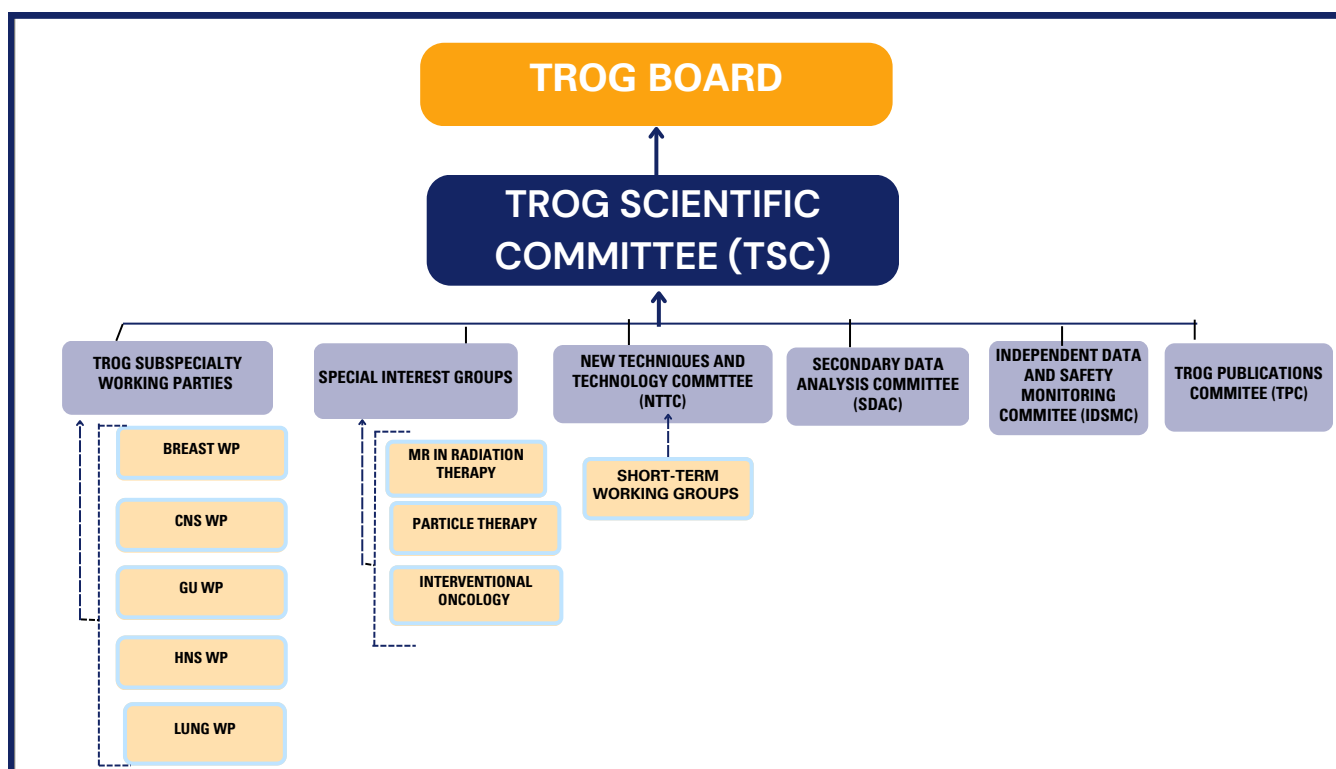 TROG BOARD
TROG SCIENTIFIC
COMMITTEE (TSC)
TROG SUBSPECIALTY
WORKING PARTIES
SPECIAL INTEREST GROUPS
NEW TECHNIQUES AND
TECHNOLOGY COMMTTEE
(NTTC)
SECONDARY DATA
ANALYSIS COMMITTEE
(SDAC)
INDEPENDENT DATA
AND SAFETY
MONITORING
COMMITEE (IDSMC)
TROG PUBLICATIONS
COMMITEE (TPC)
BREAST WP
CNS WP
GU WP
HNS WP
LUNG WP
MR IN RADIATION
THERAPY
PARTICLE THERAPY
INTERVENTIONAL
ONCOLOGY
SHORT-TERM
WORKING GROUPS